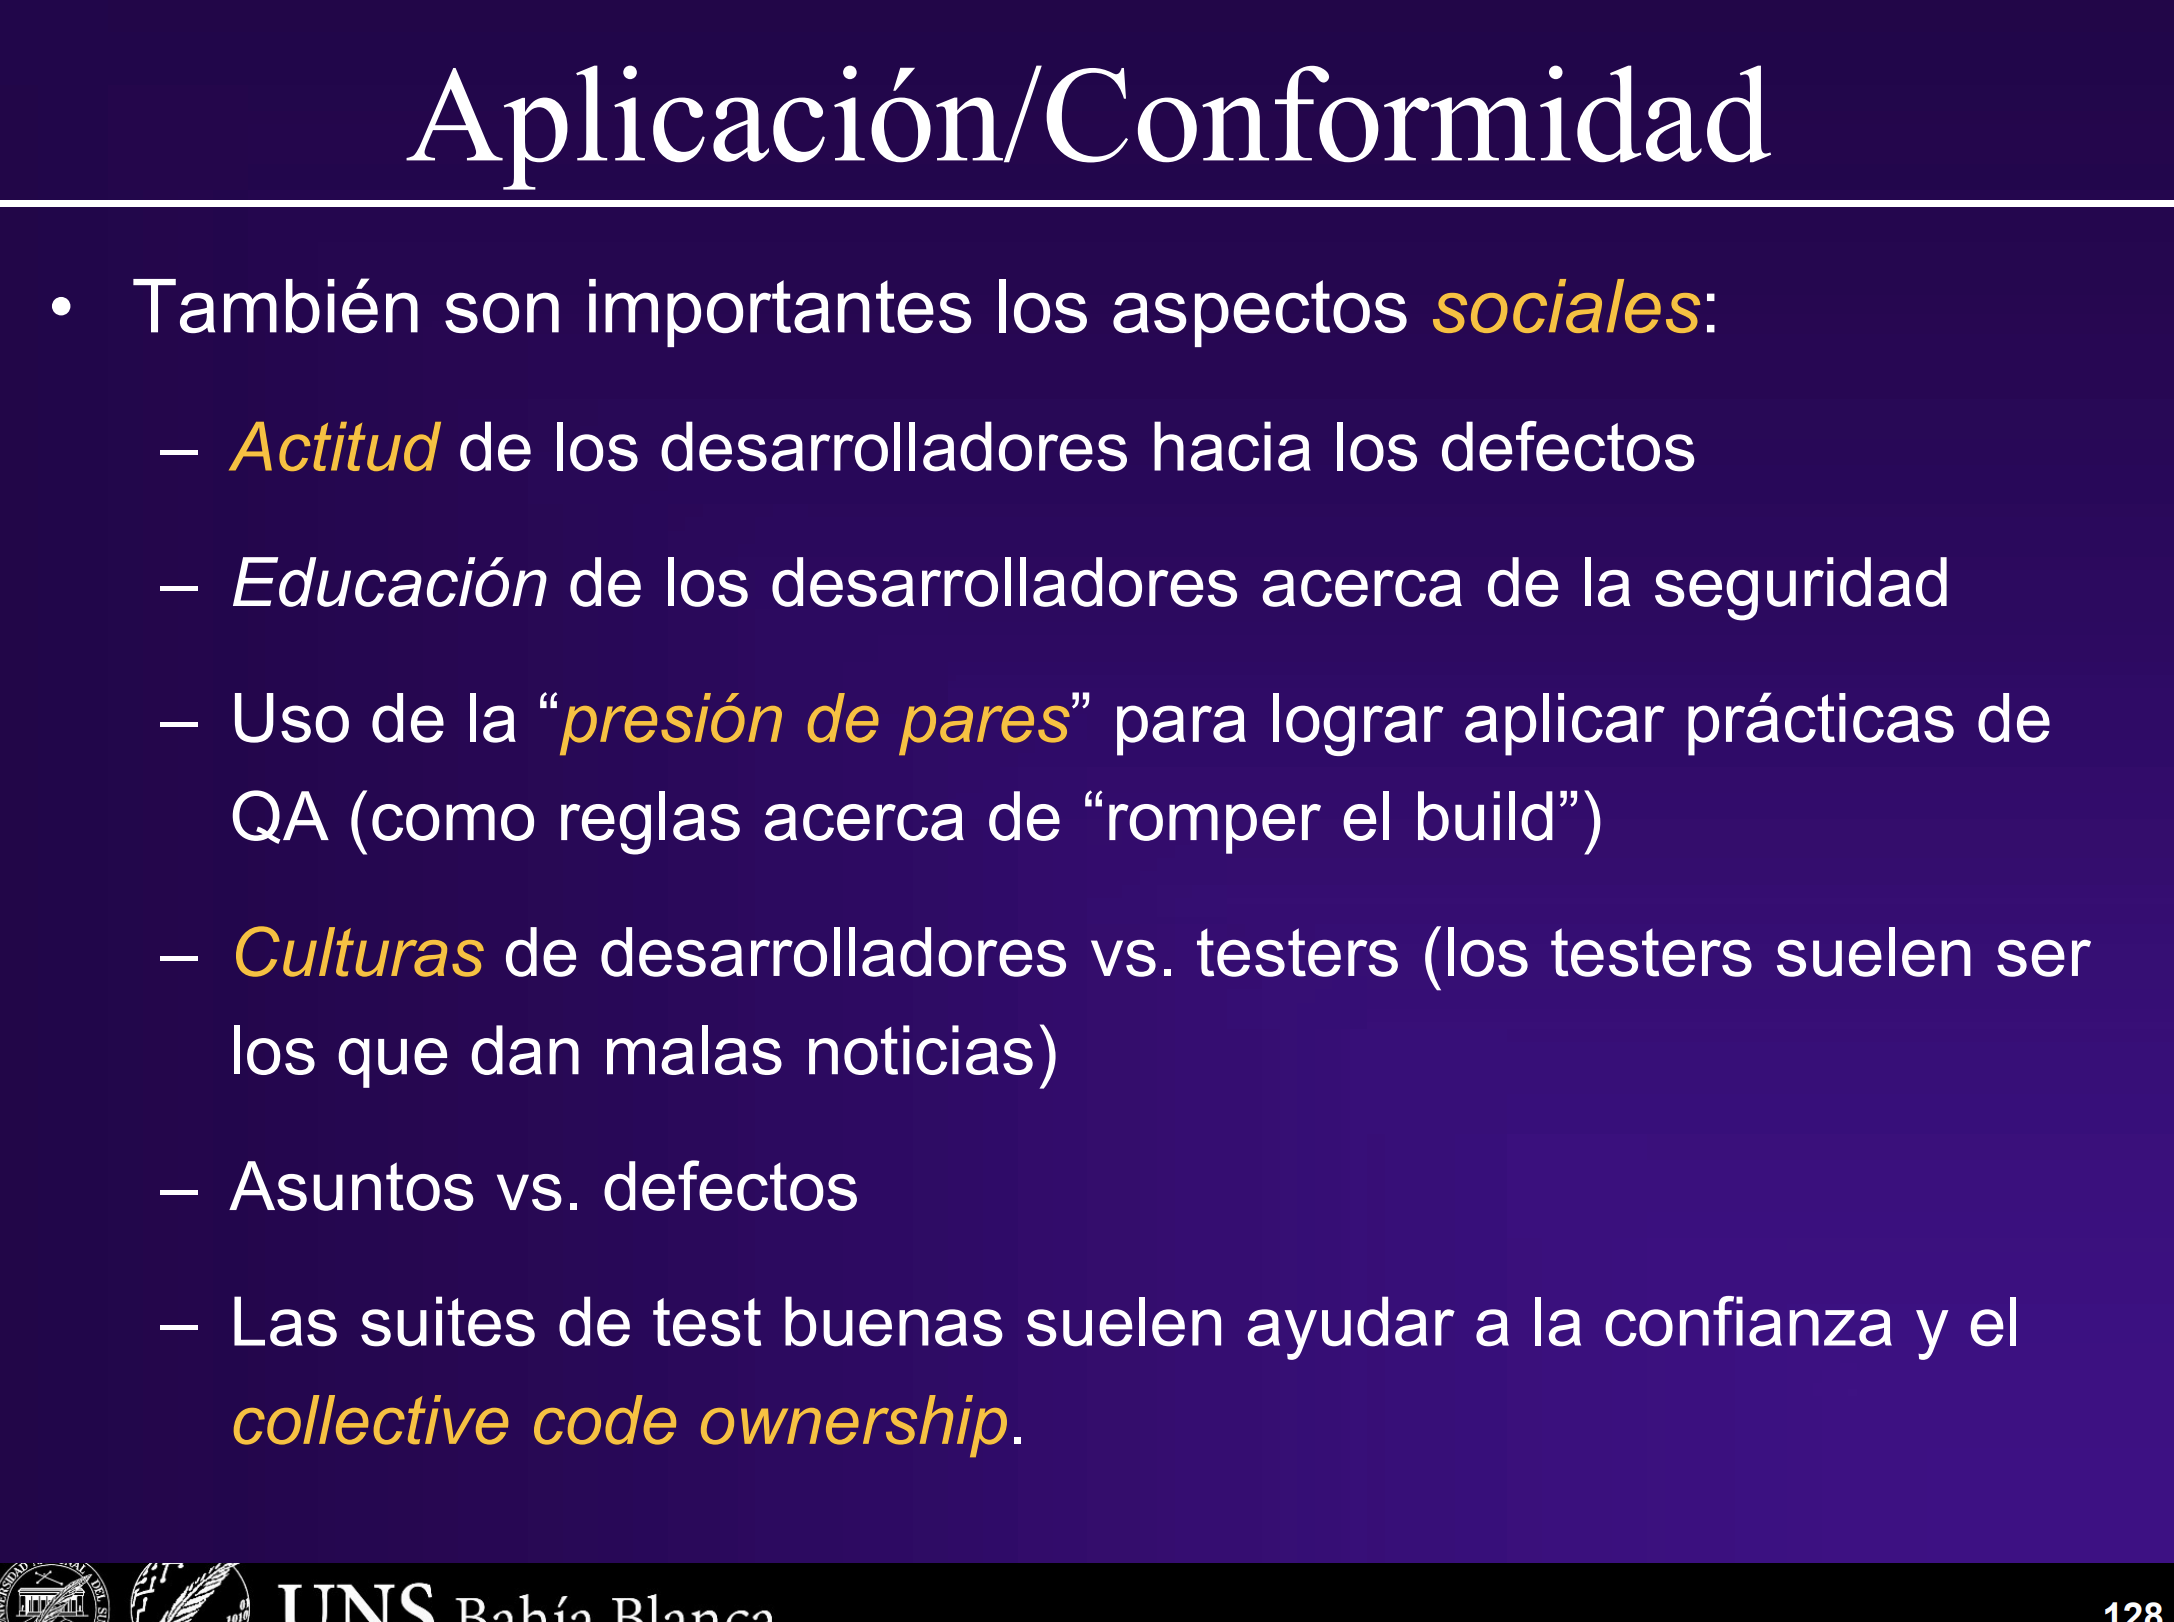 Aplicación/Conformidad
• También son importantes los aspectos sociales:
– Actitud de los desarrolladores hacia los defectos
– Educación de los desarrolladores acerca de la seguridad
– Uso de la “presión de pares” para lograr aplicar prácticas de
QA (como reglas acerca de “romper el build”)
– Culturas de desarrolladores vs. testers (los testers suelen ser
los que dan malas noticias)
– Asuntos vs. defectos
– Las suites de test buenas suelen ayudar a la confianza y el
collective code ownership.
UNS Bahía Blanca
128